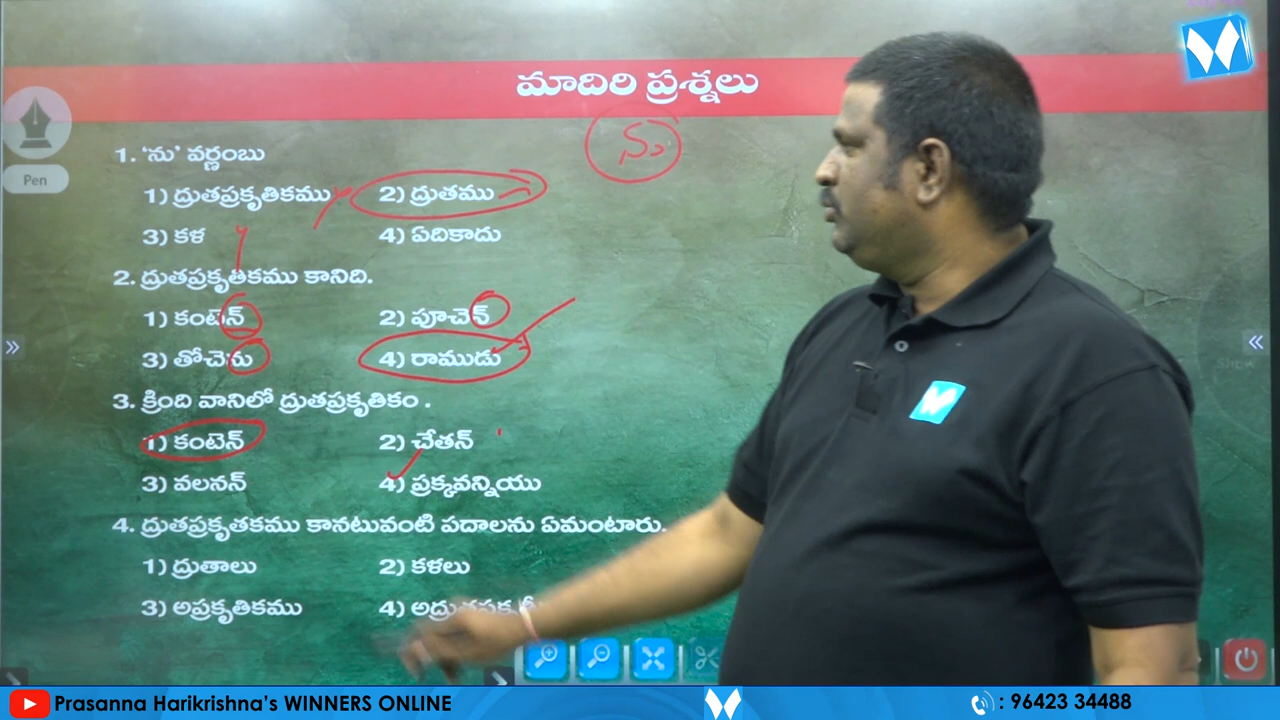 మాదిరి ప్రశ్నలు
ను
Pen
1. 'ను' వర్ణంబు
1) ద్రుతప్రకృతికము 2) ద్రుతము
3) కళ 4) ఏదికాదు
2. ద్రుతప్రకృతికము కానిది.
1) కంటెన్ 2) పూచెన్
3) తోచెను 4) రాముడు
3. క్రింది వానిలో ద్రుతప్రకృతికం .
1) కంటెన్ 2) చేతన్
3) వలనన్ 4) ప్రక్కవన్నియు
4. ద్రుతప్రకృతకము కానటువంటి పదాలను ఏమంటారు.
1) ద్రుతాలు 2) కళలు
3) అప్రకృతికము 4)
Prasanna Harikrishna's WINNERS ONLINE : 96423 34488